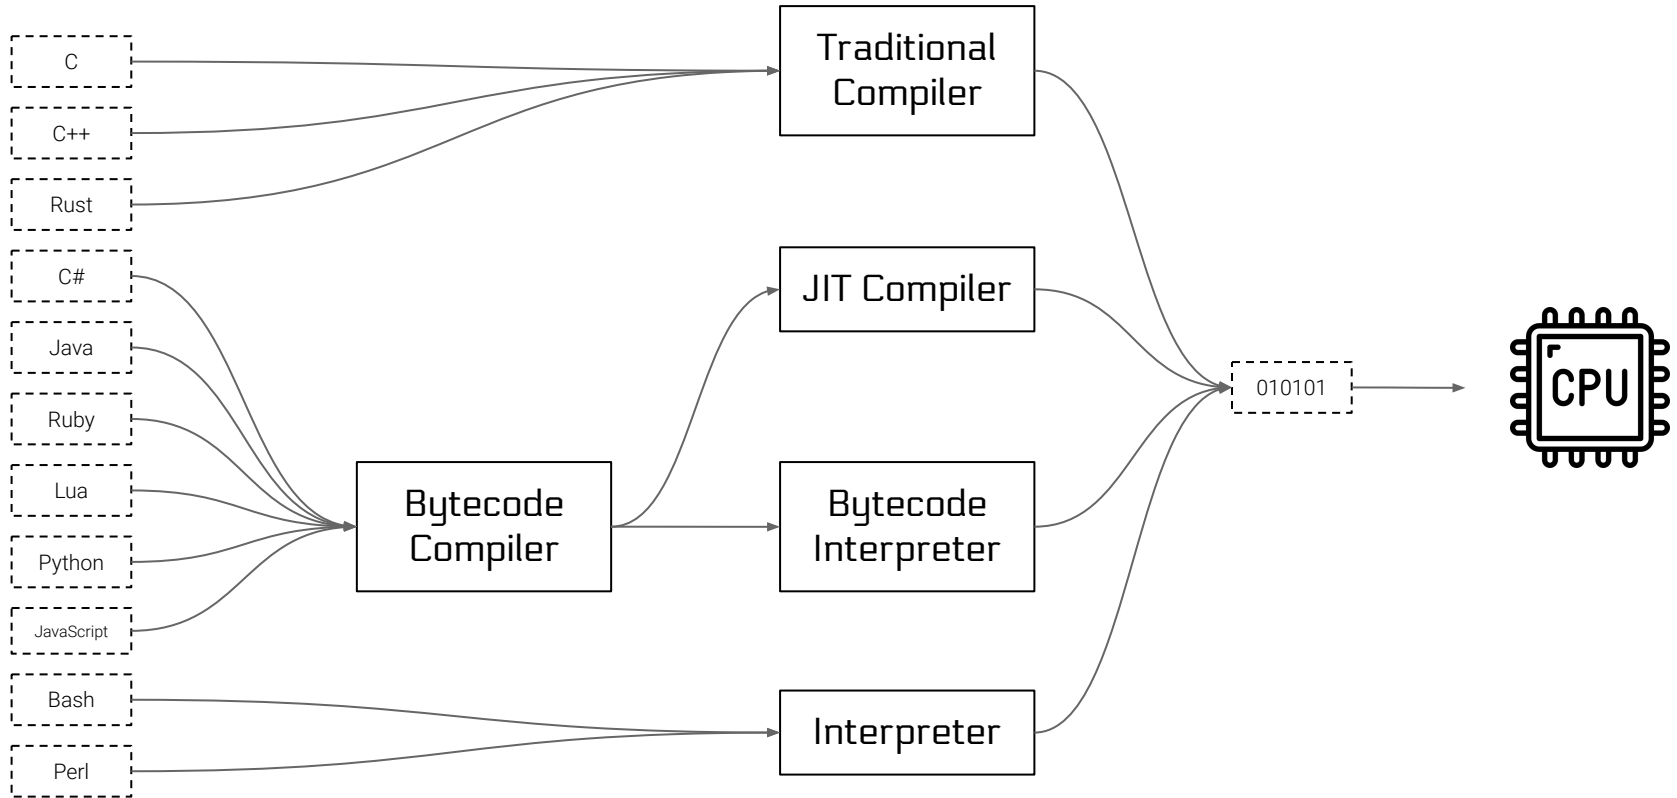 C
C++
Rust
C#
Java
Ruby
Lua
Python
JavaScript
Bash
Perl
Bytecode
Compiler
Traditional
Compiler
JIT Compiler
Bytecode
Interpreter
Interpreter
010101
CPU